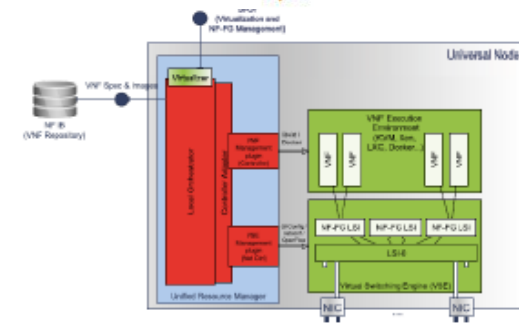 (Virtualization and
NF-FG Management)
Universal Node
Virtualizer
VNF Spec & Images
NF IB
(VNF Repository)
Local Orchestrator
Controller Adapter
Management
plugin
(Controller)
VNF Execution
Environment
(KVM, Xen,
LXC, Docker...)
VNF
VNF
VNF
VNF
Management
plugin
NF-FG LSI
NF-FG LSI
NF-FG LSI
LSI-0
Virtual Switching Engine (VSE)
Unified Resource Manager
NIC
....
NIC